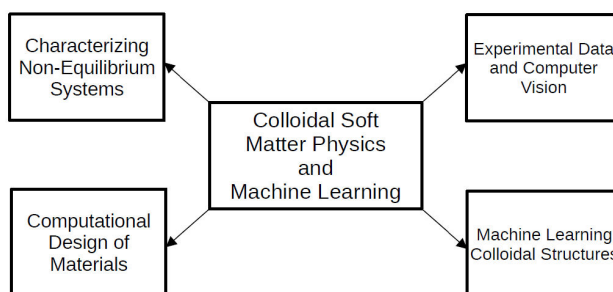 Characterizing
Non-Equilibrium
Systems
Experimental Data
and Computer
Vision
Colloidal Soft
Matter Physics
and
Machine Learning
Computational
Design of
Materials
Machine Learning
Colloidal Structures